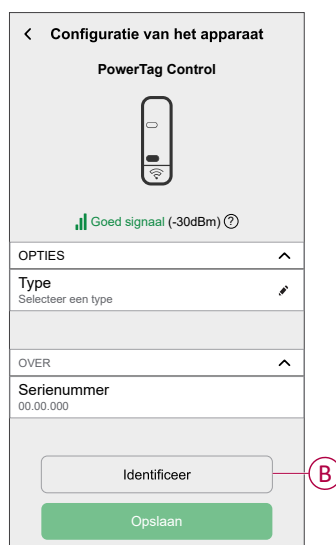 Configuratie van het apparaat
PowerTag Control
Goed signaal (-30dBm) ?
OPTIES
Type
Selecteer een type
OVER
Serienummer
00.00.000
Identificeer
B
Opslaan